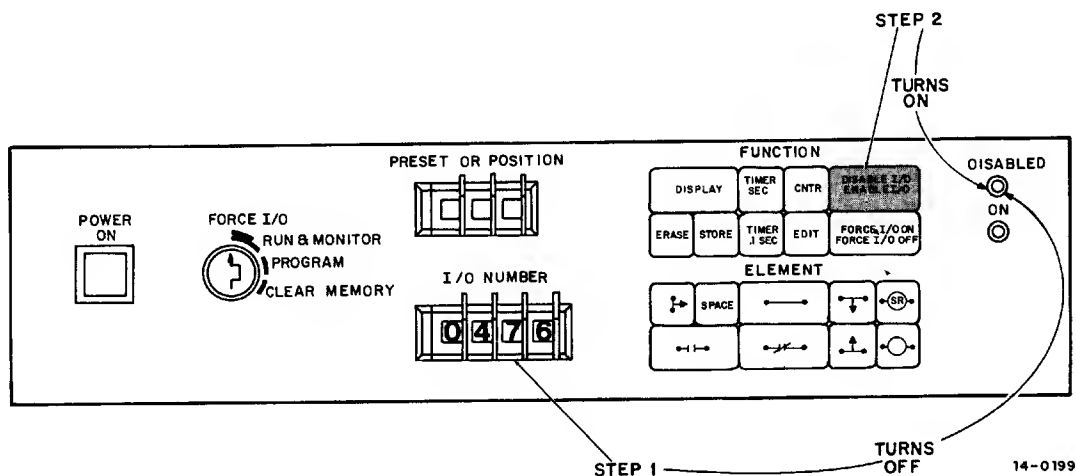 STEP 2
TURNS
ON
PRESET OR POSITION
FUNCTION
DISABLED
POWER
ON
FORCE I/O
RUN & MONITOR
PROGRAM
CLEAR MEMORY
DISPLAY
TIMER
SEC
CNTR
DISABLE I/O
ENABLE I/O
ON
ERASE
STORE
TIMER
.1 SEC
EDIT
FORCE I/O ON
FORCE I/O OFF
I/O NUMBER
0476
ELEMENT
SPACE
SR
STEP 1
TURNS
OFF
14-0199